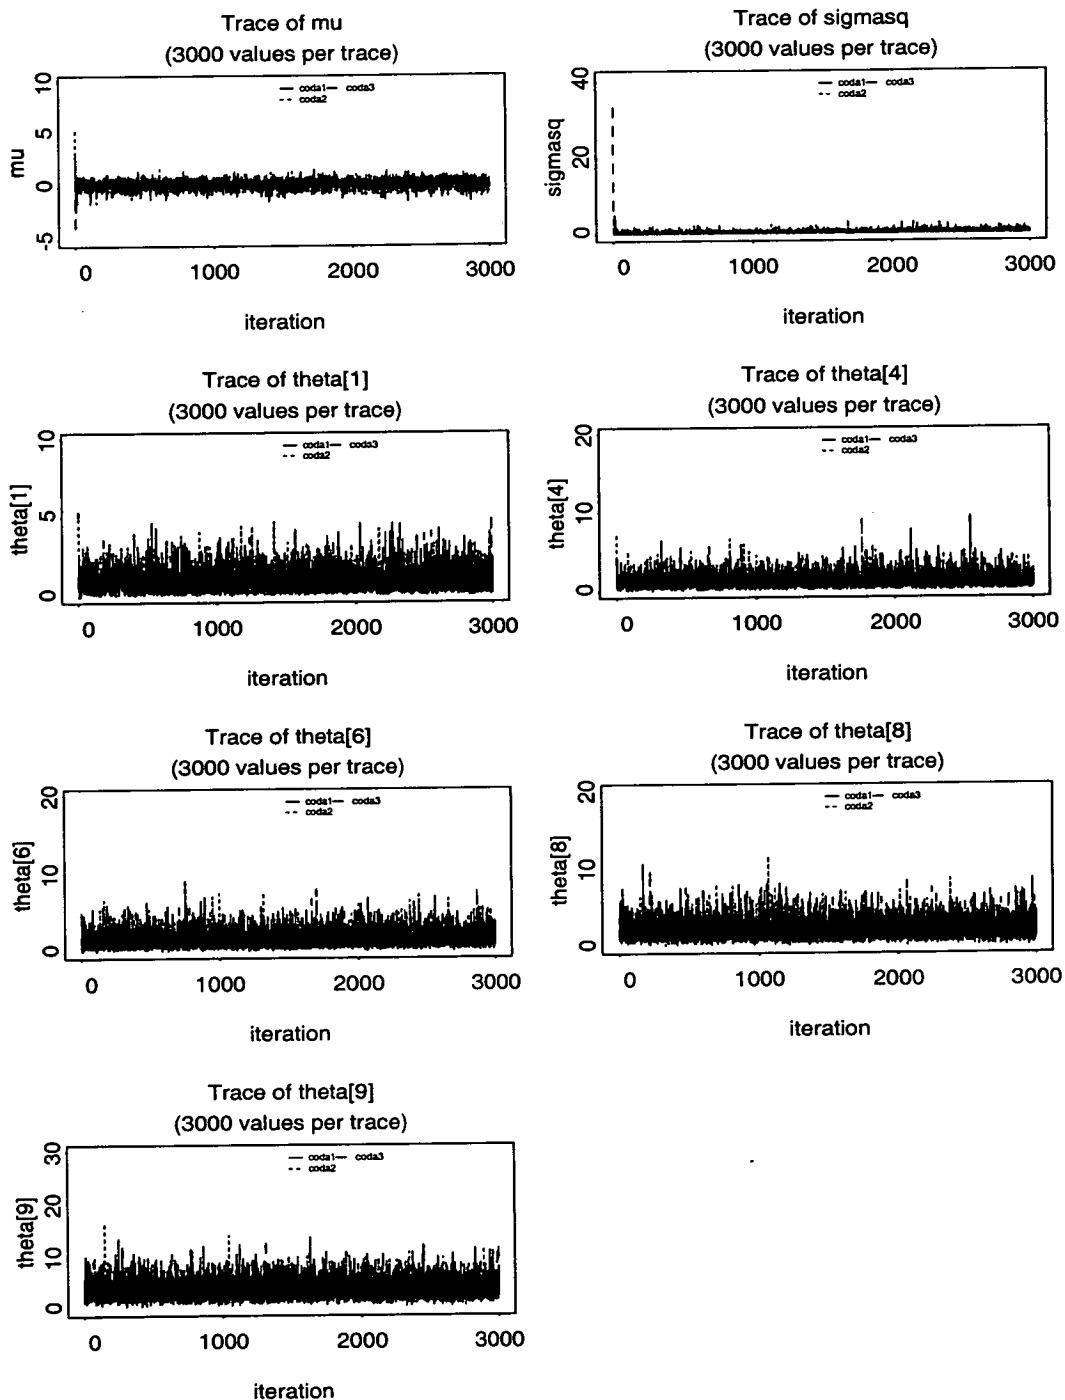 Trace of mu
(3000 values per trace)
coda1 coda3
coda2
10
5
0
-5
mu
0 1000 2000 3000
iteration
Trace of sigmasq
(3000 values per trace)
coda1 coda3
coda2
40
20
0
sigmasq
0 1000 2000 3000
iteration
Trace of theta[1]
(3000 values per trace)
coda1 coda3
coda2
10
5
0
theta[1]
0 1000 2000 3000
iteration
Trace of theta[4]
(3000 values per trace)
coda1 coda3
coda2
20
10
0
theta[4]
0 1000 2000 3000
iteration
Trace of theta[6]
(3000 values per trace)
coda1 coda3
coda2
20
10
0
theta[6]
0 1000 2000 3000
iteration
Trace of theta[8]
(3000 values per trace)
coda1 coda3
coda2
20
10
0
theta[8]
0 1000 2000 3000
iteration
Trace of theta[9]
(3000 values per trace)
coda1 coda3
coda2
30
20
10
0
theta[9]
0 1000 2000 3000
iteration